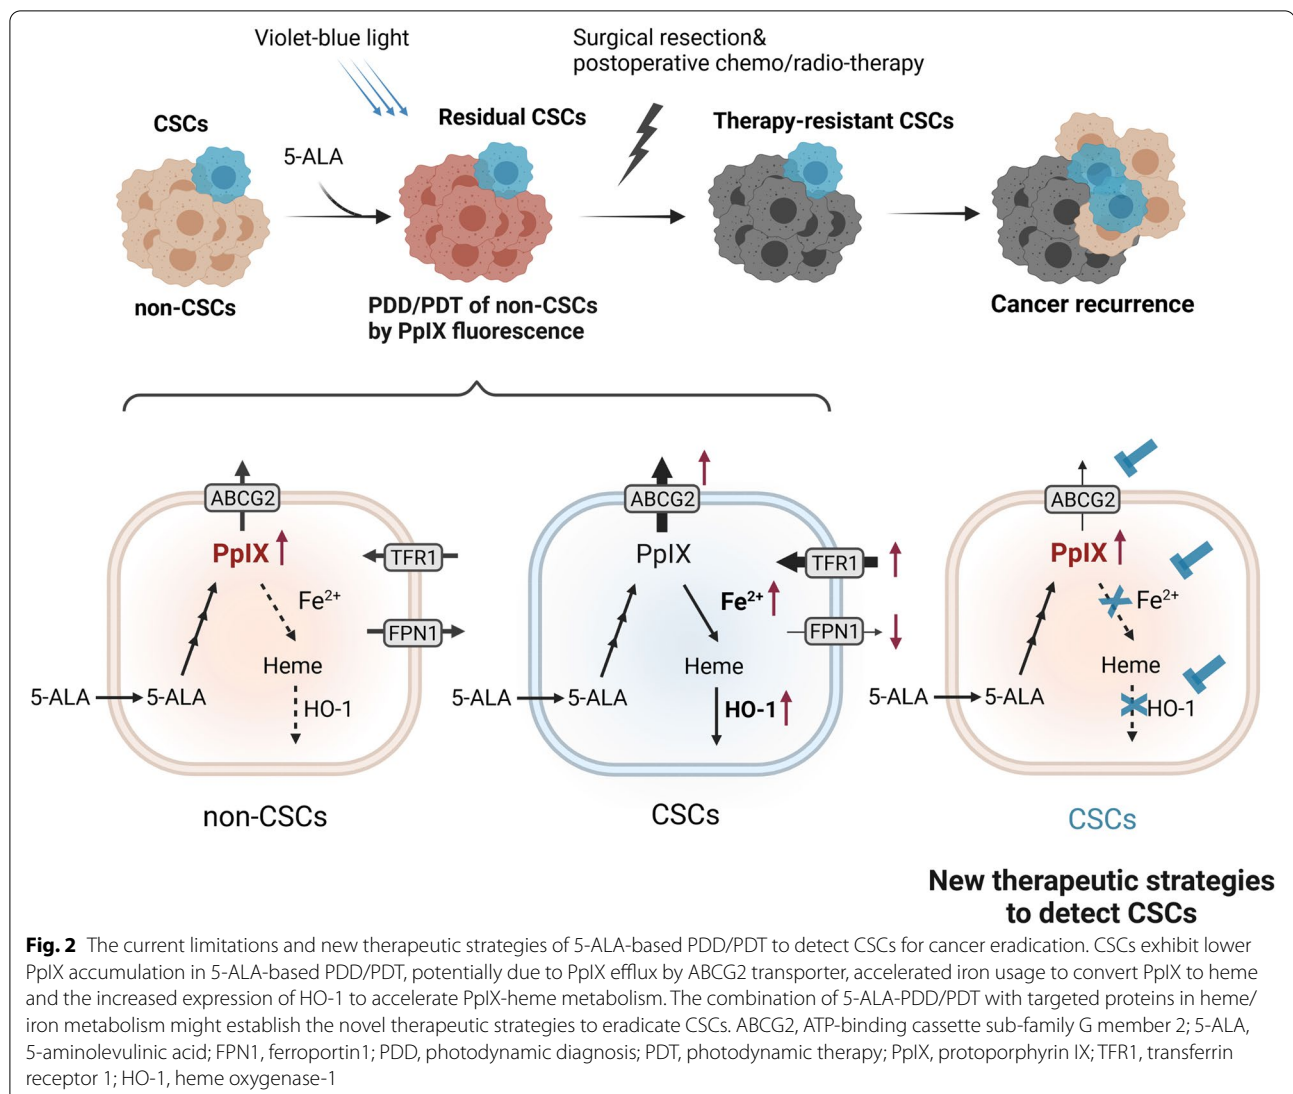 Violet-blue light
Surgical resection&
postoperative chemo/radio-therapy
CSCs
5-ALA
Residual CSCs
Therapy-resistant CSCs
non-CSCs
PDD/PDT of non-CSCs
by PpIX fluorescence
Cancer recurrence
ABCG2
PpIX
TFR1
Fe2+
FPN1
Heme
5-ALA
5-ALA
HO-1
non-CSCs
ABCG2
PpIX
TFR1
Fe2+
FPN1
Heme
5-ALA
5-ALA
HO-1
CSCs
ABCG2
PpIX
Fe2+
Heme
5-ALA
5-ALA
HO-1
CSCs
New therapeutic strategies
to detect CSCs
Fig. 2 The current limitations and new therapeutic strategies of 5-ALA-based PDD/PDT to detect CSCs for cancer eradication. CSCs exhibit lower
PpIX accumulation in 5-ALA-based PDD/PDT, potentially due to PpIX efflux by ABCG2 transporter, accelerated iron usage to convert PpIX to heme
and the increased expression of HO-1 to accelerate PpIX-heme metabolism. The combination of 5-ALA-PDD/PDT with targeted proteins in heme/
iron metabolism might establish the novel therapeutic strategies to eradicate CSCs. ABCG2, ATP-binding cassette sub-family G member 2; 5-ALA,
5-aminolevulinic acid; FPN1, ferroportin1; PDD, photodynamic diagnosis; PDT, photodynamic therapy; PpIX, protoporphyrin IX; TFR1, transferrin
receptor 1; HO-1, heme oxygenase-1